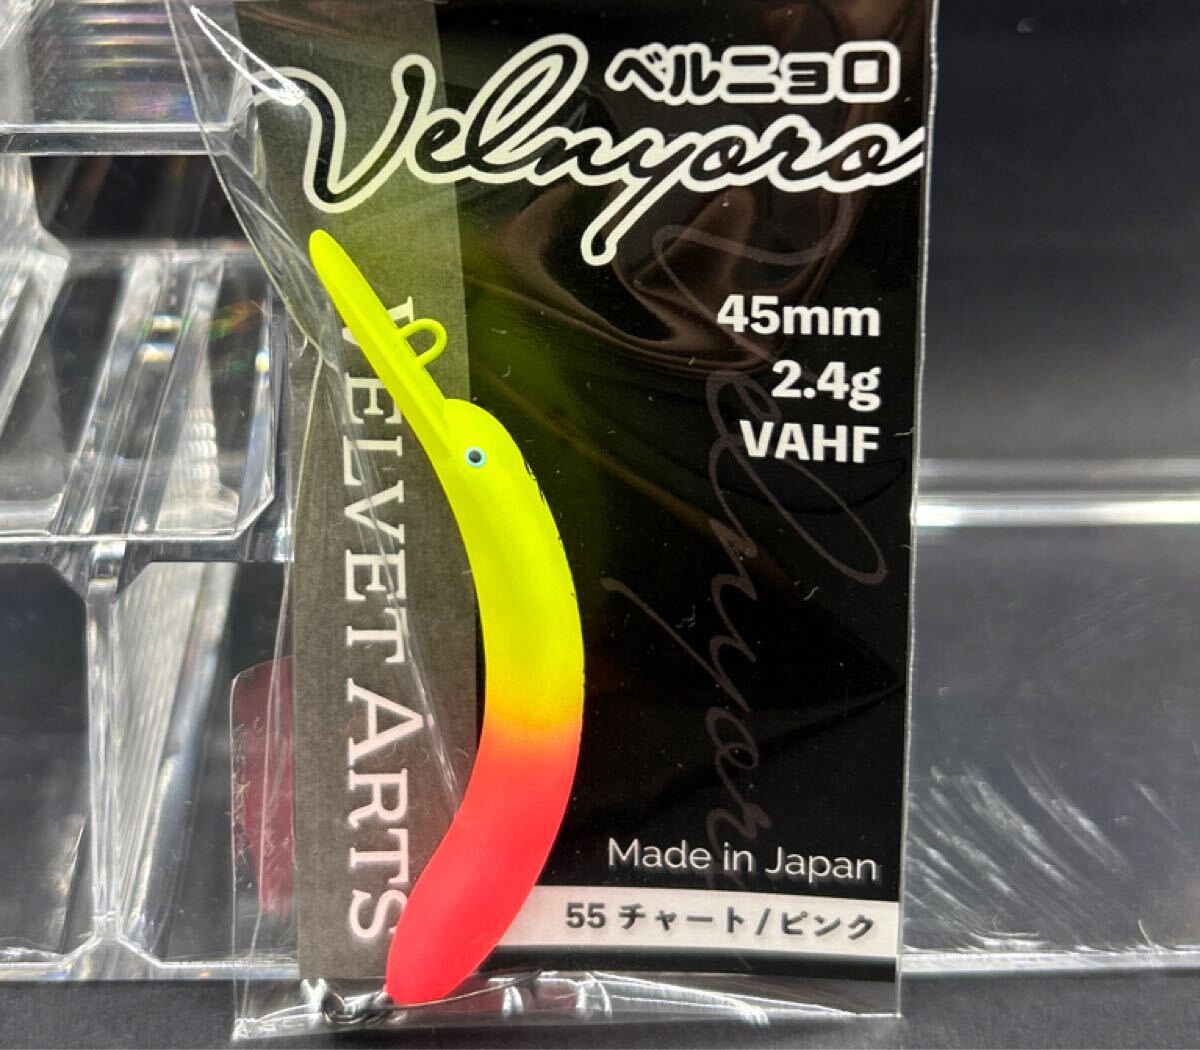 ベルニョロ
Velnyoro
45mm
2.4g
VAHF
VELVET ARTS
Velnyoro
Made in Japan
55 チャート / ピンク